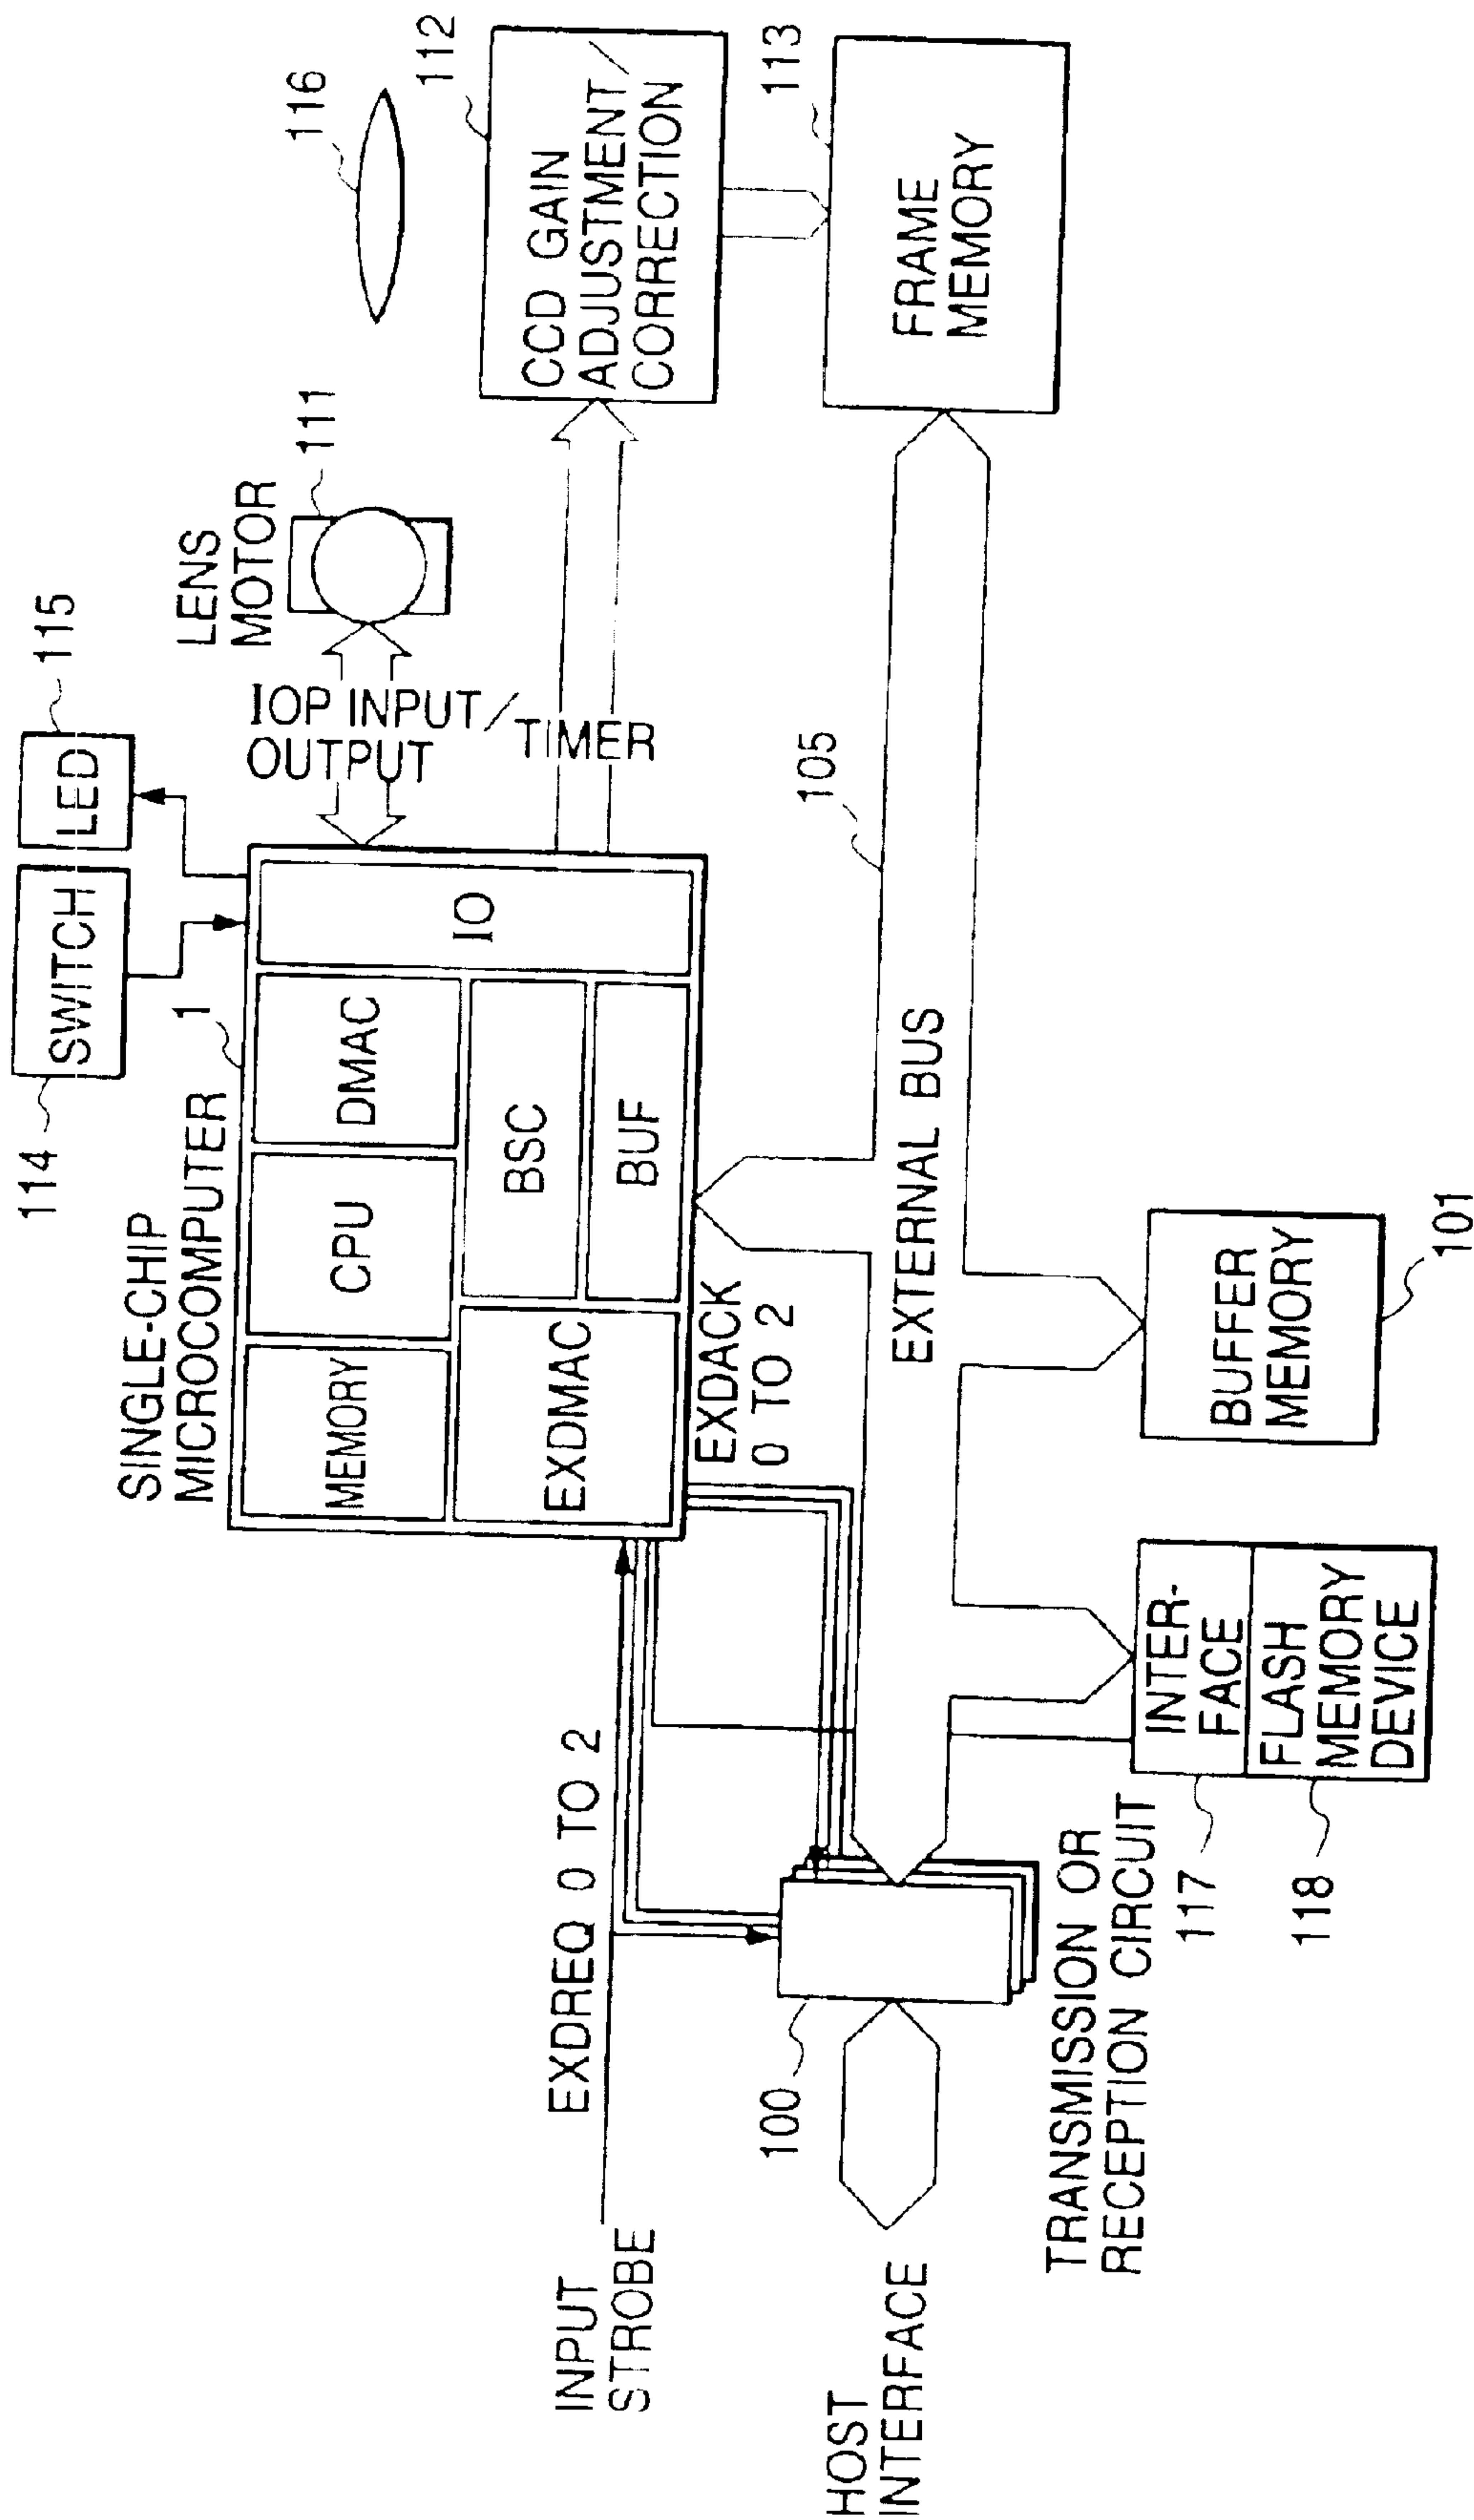 114
SWITCH
LED
115
SINGLE-CHIP
MICROCOMPUTER
1
LENS
MOTOR
111
116
IOP INPUT/
OUTPUT
TIMER
MEMORY
CPU
DMAC
IO
EXDMAC
BSC
BUF
CCD GAIN
ADJUSTMENT/
CORRECTION
112
INPUT
STROBE
EXDREQ 0 TO 2
EXDACK
0 TO 2
105
113
FRAME
MEMORY
HOST
INTERFACE
100
EXTERNAL BUS
TRANSMISSION OR
RECEPTION CIRCUIT
INTER-
FACE
FLASH
MEMORY
DEVICE
117
118
BUFFER
MEMORY
101